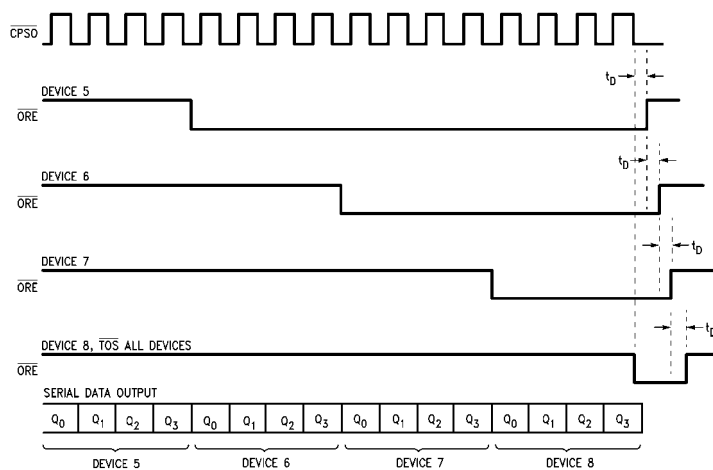 CPSO
t_D
DEVICE 5
ORE
t_D
DEVICE 6
ORE
t_D
DEVICE 7
ORE
t_D
DEVICE 8, TOS ALL DEVICES
ORE
SERIAL DATA OUTPUT
Q0 Q1 Q2 Q3 Q0 Q1 Q2 Q3 Q0 Q1 Q2 Q3 Q0 Q1 Q2 Q3
DEVICE 5 DEVICE 6 DEVICE 7 DEVICE 8